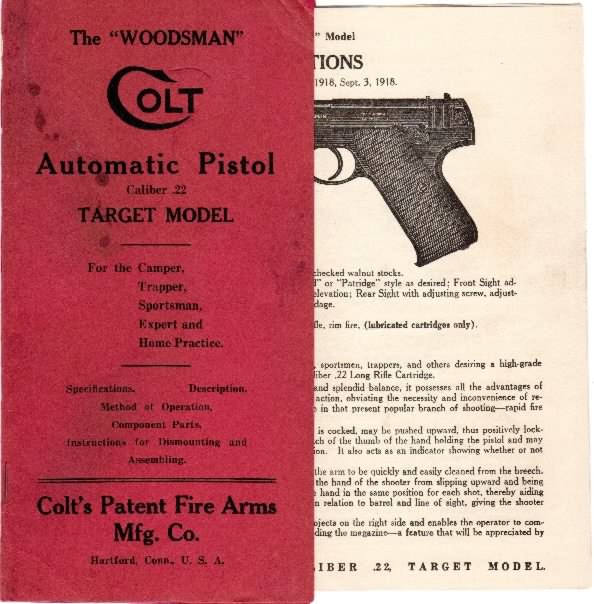 The "WOODSMAN"
COLT
Automatic Pistol
Caliber .22
TARGET MODEL
For the Camper,
Trapper,
Sportsman,
Expert and
Home Practice.
Specifications. Description.
Method of Operation,
Component Parts,
Instructions for Dismounting and
Assembling.
Colt's Patent Fire Arms
Mfg. Co.
Hartford, Conn., U. S. A.
" Model
TIONS
1918, Sept. 3, 1918.
checked walnut stocks.
" or "Patridge" style as desired; Front Sight ad-
elevation; Rear Sight with adjusting screw, adjust-
dage.
fle, rim fire, (lubricated cartridges only).
, sportsmen, trappers, and others desiring a high-grade
liber .22 Long Rifle Cartridge.
and splendid balance, it possesses all the advantages of
action, obviating the necessity and inconvenience of re-
in that present popular branch of shooting—rapid fire
is cocked, may be pushed upward, thus positively lock-
ch of the thumb of the hand holding the pistol and may
ion. It also acts as an indicator showing whether or not
the arm to be quickly and easily cleaned from the breech.
the hand of the shooter from slipping upward and being
hand in the same position for each shot, thereby aiding
n relation to barrel and line of sight, giving the shooter
ojects on the right side and enables the operator to com-
ding the magazine—a feature that will be appreciated by
LIBER .22, TARGET MODEL.